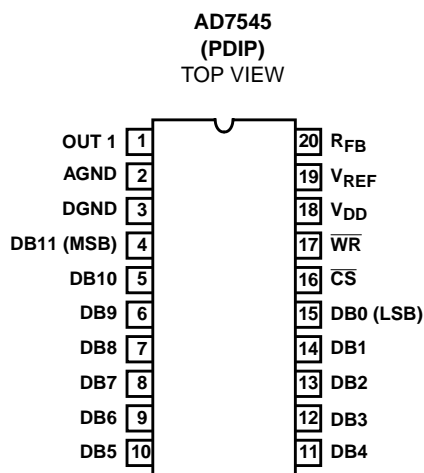 AD7545
(PDIP)
TOP VIEW
OUT 1 1 20 RFB
AGND 2 19 VREF
DGND 3 18 VDD
DB11 (MSB) 4 17 WR
DB10 5 16 CS
DB9 6 15 DB0 (LSB)
DB8 7 14 DB1
DB7 8 13 DB2
DB6 9 12 DB3
DB5 10 11 DB4